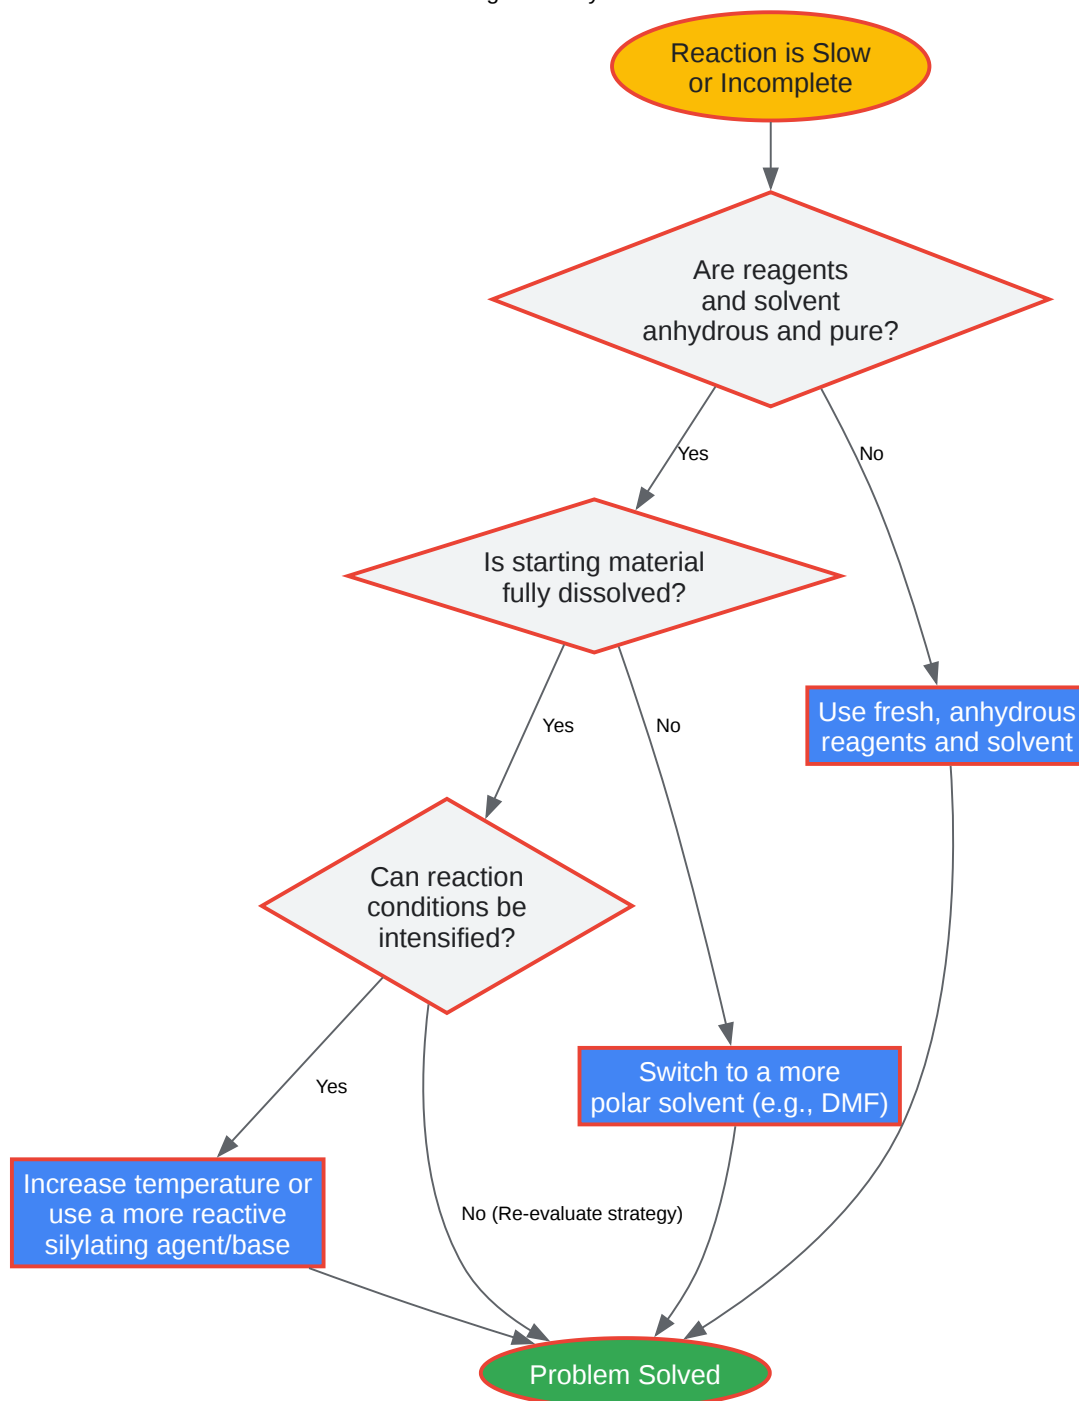 Reaction is Slow
or Incomplete
Are reagents
and solvent
anhydrous and pure?
Yes
No
Is starting material
fully dissolved?
Yes
No
Use fresh, anhydrous
reagents and solvent
Can reaction
conditions be
intensified?
Switch to a more
polar solvent (e.g., DMF)
Yes
Increase temperature or
use a more reactive
silylating agent/base
No (Re-evaluate strategy)
Problem Solved